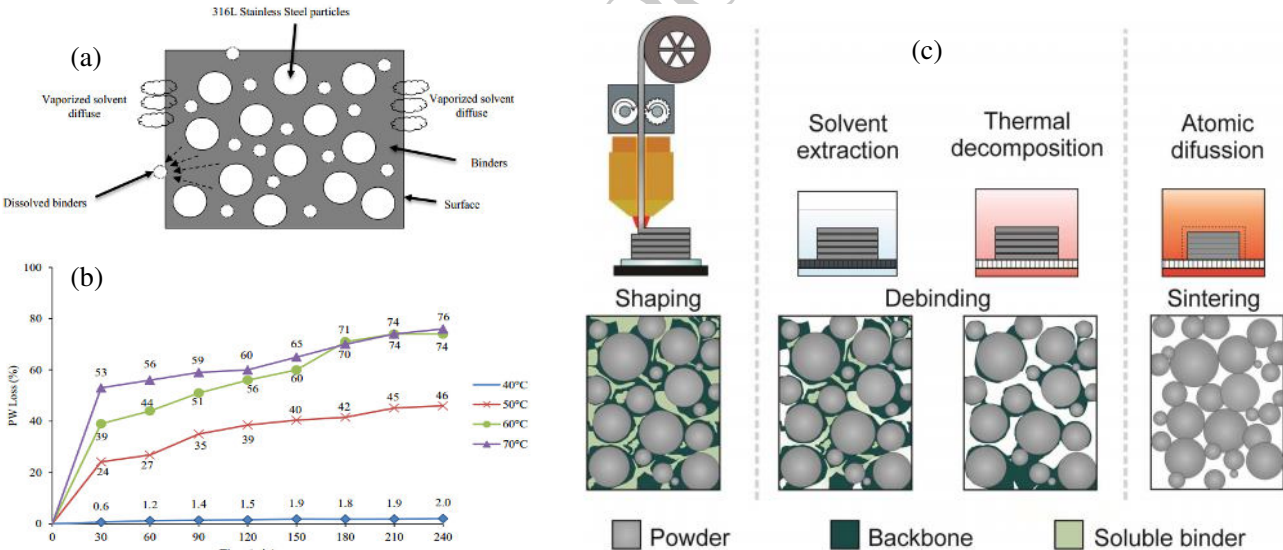 316L Stainless Steel particles
(a)
Vaporized solvent
diffuse
Vaporized solvent
diffuse
Binders
Dissolved binders
Surface
(b)
PW Loss (%)
100
80
60
40
20
0
0 30 60 90 120 150 180 210 240
53 56 59 60 65 70 74 76
39 44 51 56 60 71 74 74
24 27 35 39 40 42 45 46
0.6 1.2 1.4 1.5 1.9 1.8 1.9 2.0
40°C
50°C
60°C
70°C
(c)
Solvent
extraction
Thermal
decomposition
Atomic
difussion
Shaping
Debinding
Sintering
Powder
Backbone
Soluble binder